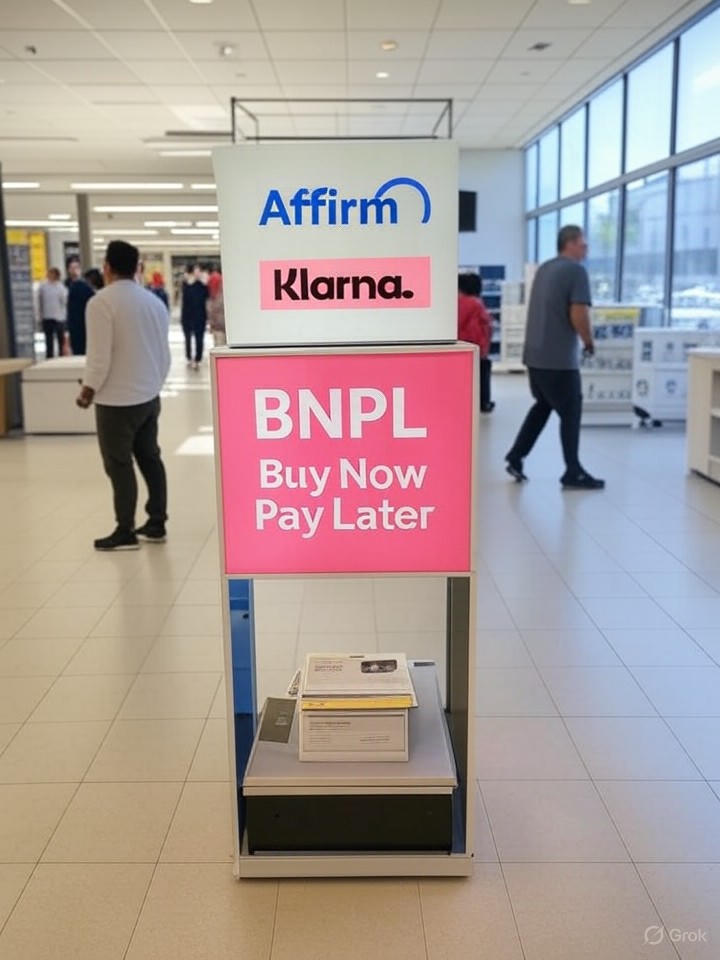 Affirm
Klarna.
BNPL
Buy Now
Pay Later
Grok